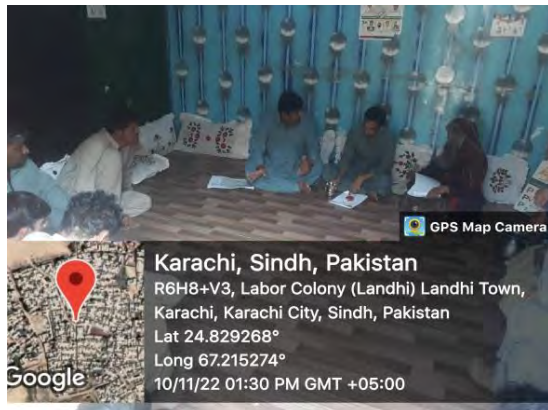 GPS Map Camera
Karachi, Sindh, Pakistan
R6H8+V3, Labor Colony (Landhi) Landhi Town,
Karachi, Karachi City, Sindh, Pakistan
Lat 24.829268°
Long 67.215274°
10/11/22 01:30 PM GMT +05:00
Google